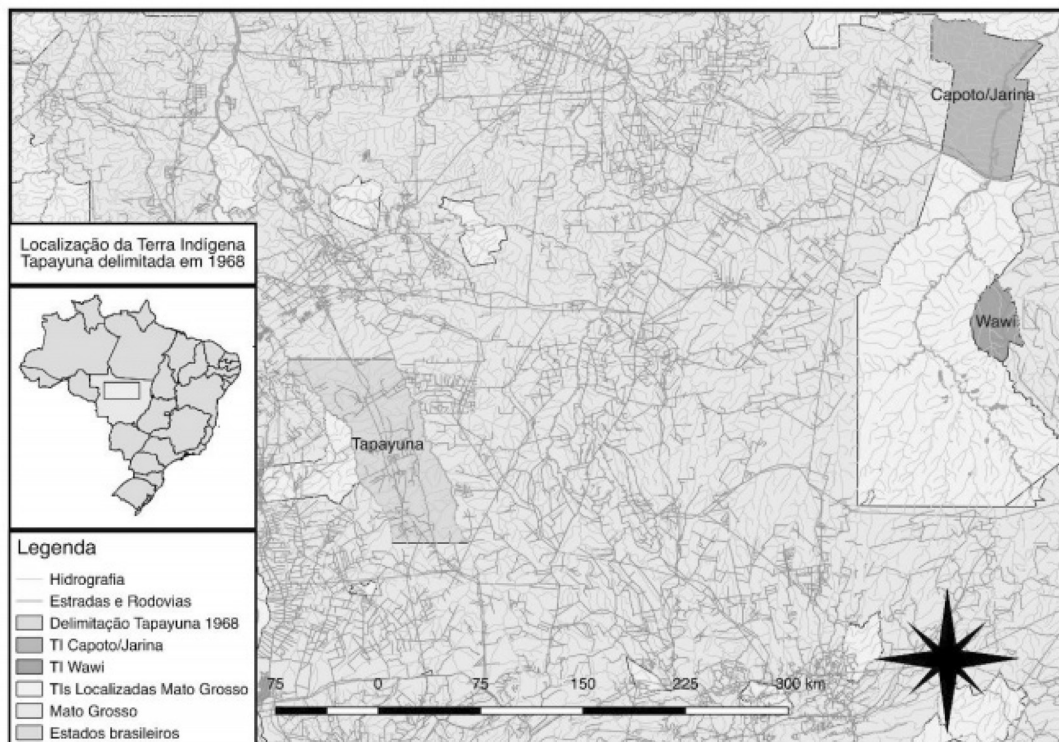 Capoto/Jarina
Localização da Terra Indígena
Tapayuna delimitada em 1968
Wawi
Tapayuna
Legenda
Hidrografia
Estradas e Rodovias
Delimitação Tapayuna 1968
TI Capoto/Jarina
TI Wawi
TIs Localizadas Mato Grosso
Mato Grosso
Estados brasileiros
75 0 75 150 225 300 km